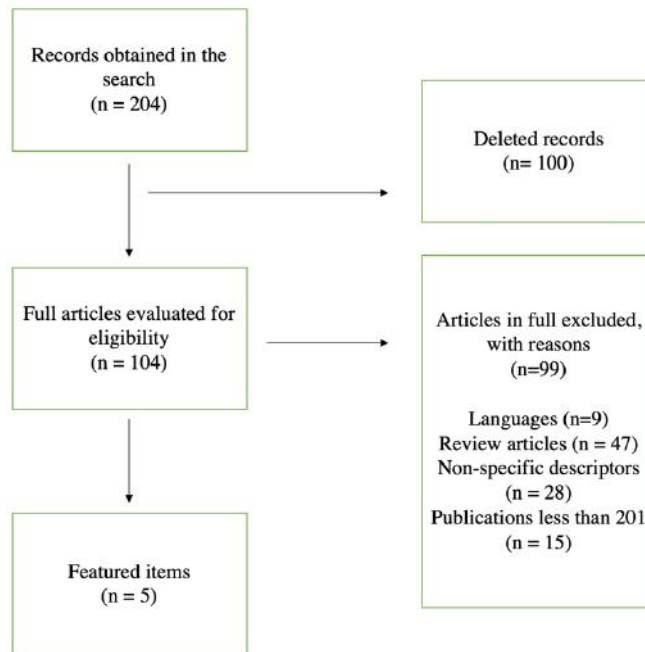 Records obtained in the
search
(n = 204)
Deleted records
(n= 100)
Full articles evaluated for
eligibility
(n = 104)
Articles in full excluded,
with reasons
(n=99)
Languages (n=9)
Review articles (n = 47)
Non-specific descriptors
(n = 28)
Publications less than 201
(n = 15)
Featured items
(n = 5)